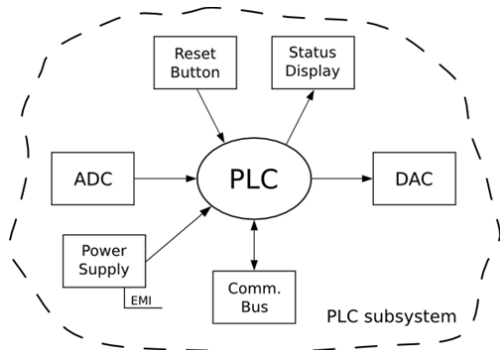 Reset
Button
Status
Display
ADC
PLC
DAC
Power
Supply
EMI
Comm.
Bus
PLC subsystem